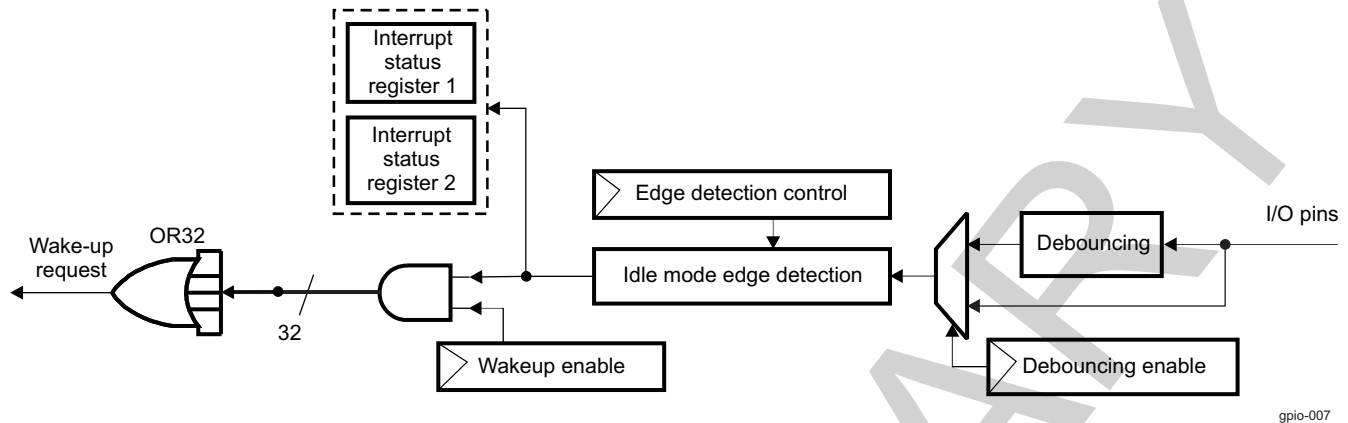 Interrupt
status
register 1
Interrupt
status
register 2
Edge detection control
I/O pins
Wake-up
request
OR32
Debouncing
Idle mode edge detection
32
Wakeup enable
Debouncing enable
gpio-007
ARY